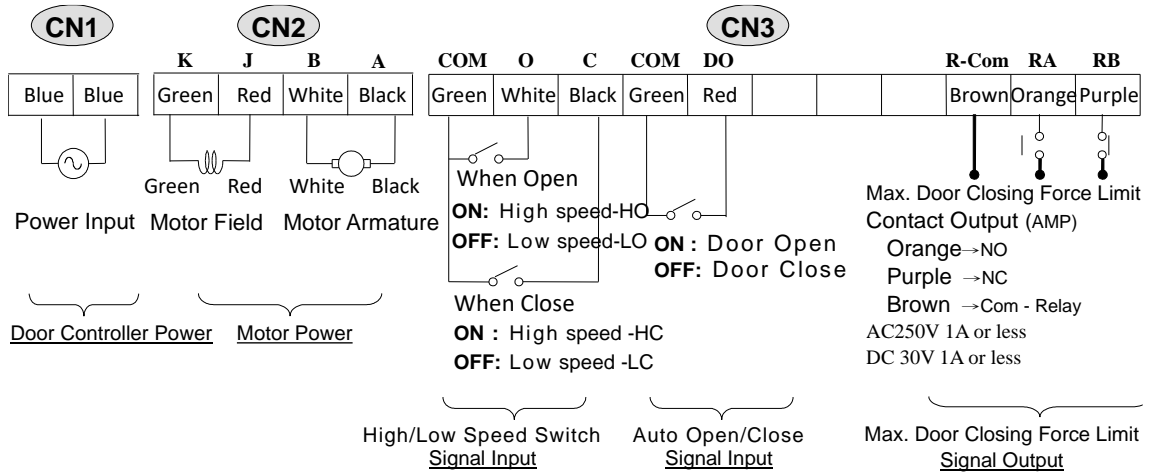 CN1 CN2 CN3
K J B A COM O C COM DO R-Com RA RB
Blue Blue Green Red White Black Green White Black Green Red Brown Orange Purple
Green Red White Black
Power Input Motor Field Motor Armature
When Open
ON: High speed-HO
OFF: Low speed-LO
When Close
ON : High speed -HC
OFF: Low speed -LC
ON : Door Open
OFF: Door Close
Max. Door Closing Force Limit
Contact Output (AMP)
Orange→NO
Purple →NC
Brown →Com - Relay
AC250V 1A or less
DC 30V 1A or less
Door Controller Power Motor Power
High/Low Speed Switch
Signal Input
Auto Open/Close
Signal Input
Max. Door Closing Force Limit
Signal Output